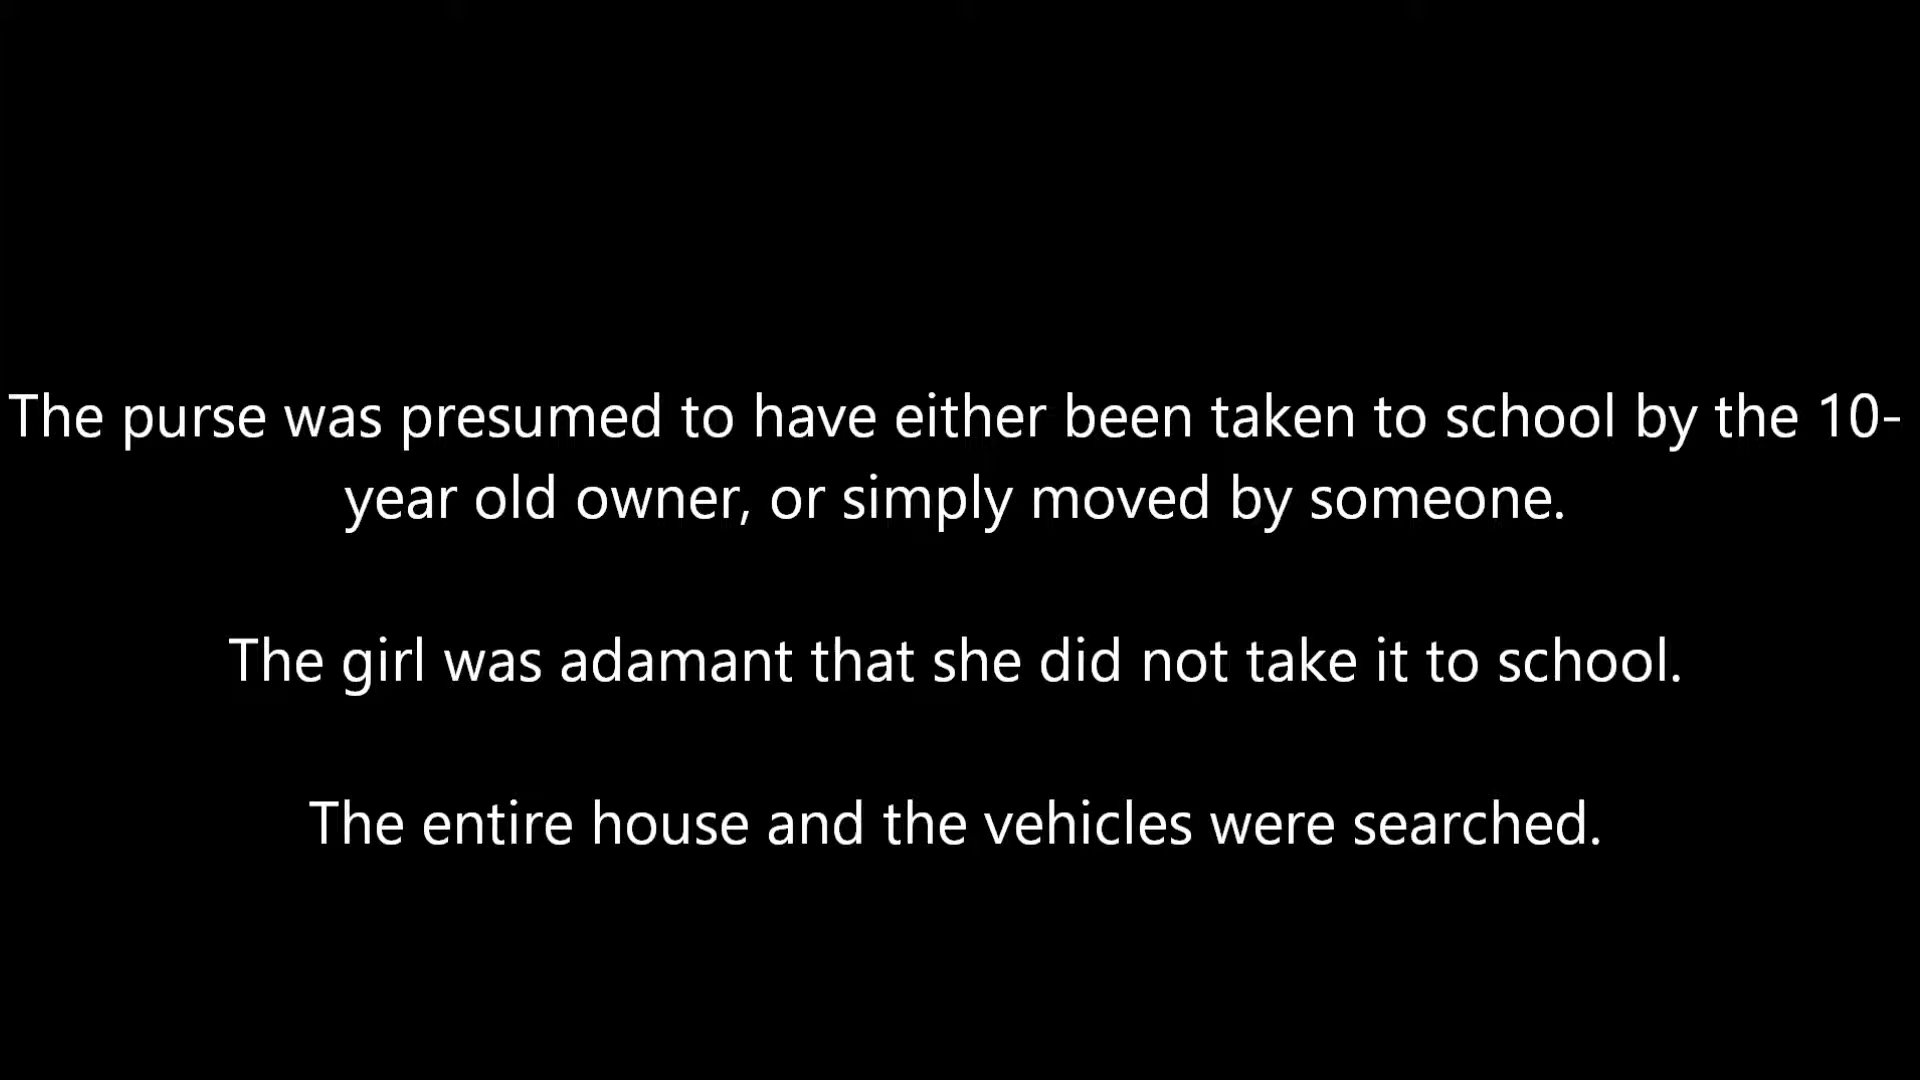 The purse was presumed to have either been taken to school by the 10-
year old owner, or simply moved by someone.
The girl was adamant that she did not take it to school.
The entire house and the vehicles were searched.